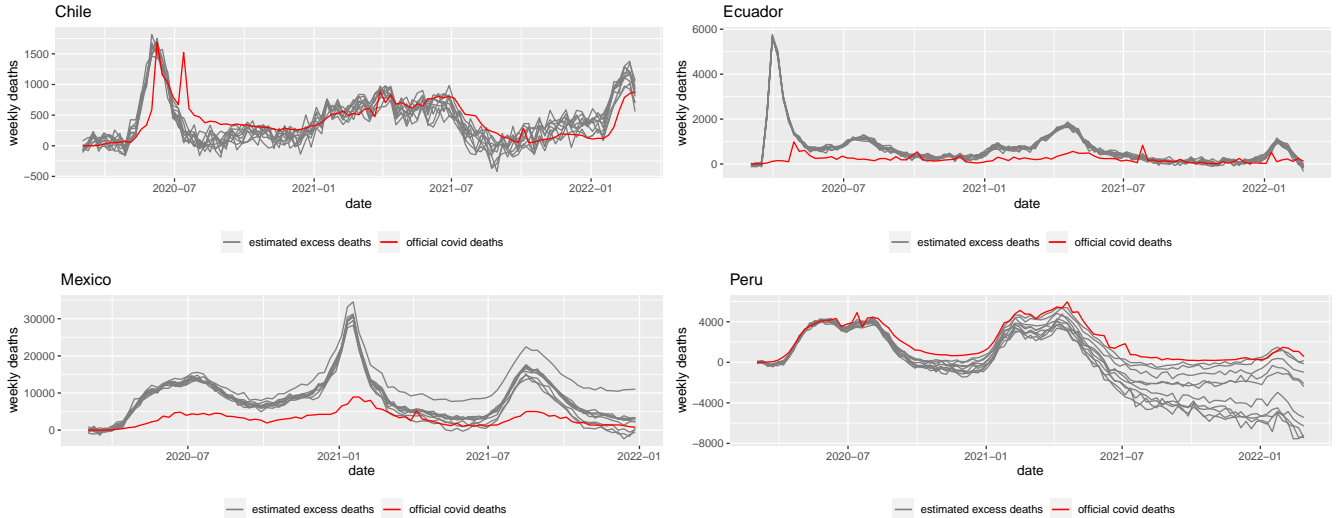 Chile
weekly deaths
1500
1000
500
0
−500
2020−07
2021−01
2021−07
2022−01
date
estimated excess deaths
official covid deaths
Ecuador
weekly deaths
6000
4000
2000
0
2020−07
2021−01
2021−07
2022−01
date
estimated excess deaths
official covid deaths
Mexico
weekly deaths
30000
20000
10000
0
2020−07
2021−01
2021−07
2022−01
date
estimated excess deaths
official covid deaths
Peru
weekly deaths
4000
0
−4000
−8000
2020−07
2021−01
2021−07
2022−01
date
estimated excess deaths
official covid deaths